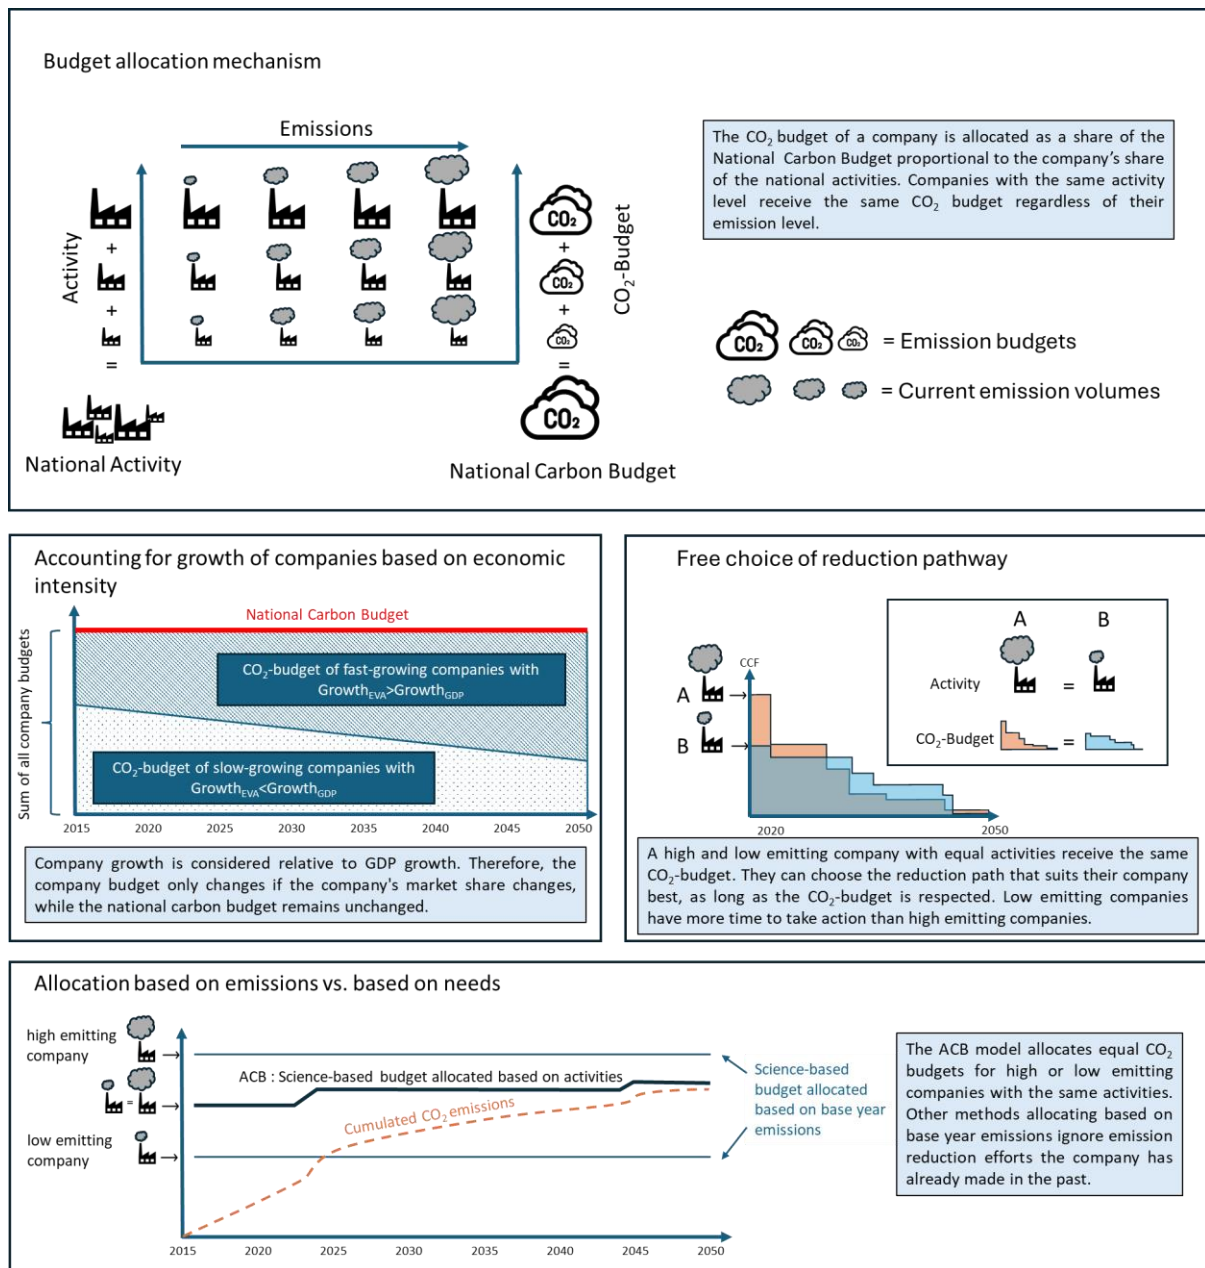 Budget allocation mechanism
Emissions
Activity
+
+
=
National Activity
CO₂
+
CO₂
+
CO₂
=
CO₂
National Carbon Budget
CO₂-Budget
The CO₂ budget of a company is allocated as a share of the
National Carbon Budget proportional to the company's share
of the national activities. Companies with the same activity
level receive the same CO₂ budget regardless of their
emission level.
CO₂ CO₂ CO₂ = Emission budgets
= Current emission volumes
Accounting for growth of companies based on economic
intensity
National Carbon Budget
Sum of all company budgets
CO₂-budget of fast-growing companies with
Growth_EVA>Growth_GDP
CO₂-budget of slow-growing companies with
Growth_EVA<Growth_GDP
2015 2020 2025 2030 2035 2040 2045 2050
Company growth is considered relative to GDP growth. Therefore, the
company budget only changes if the company's market share changes,
while the national carbon budget remains unchanged.
Free choice of reduction pathway
A B
Activity =
CO₂-Budget =
CCF
A
B
2020 2050
A high and low emitting company with equal activities receive the same
CO₂-budget. They can choose the reduction path that suits their company
best, as long as the CO₂-budget is respected. Low emitting companies
have more time to take action than high emitting companies.
Allocation based on emissions vs. based on needs
high emitting
company
=
low emitting
company
ACB : Science-based budget allocated based on activities
Cumulated CO₂ emissions
Science-based
budget allocated
based on base year
emissions
2015 2020 2025 2030 2035 2040 2045 2050
The ACB model allocates equal CO₂
budgets for high or low emitting
companies with the same activities.
Other methods allocating based on
base year emissions ignore emission
reduction efforts the company has
already made in the past.